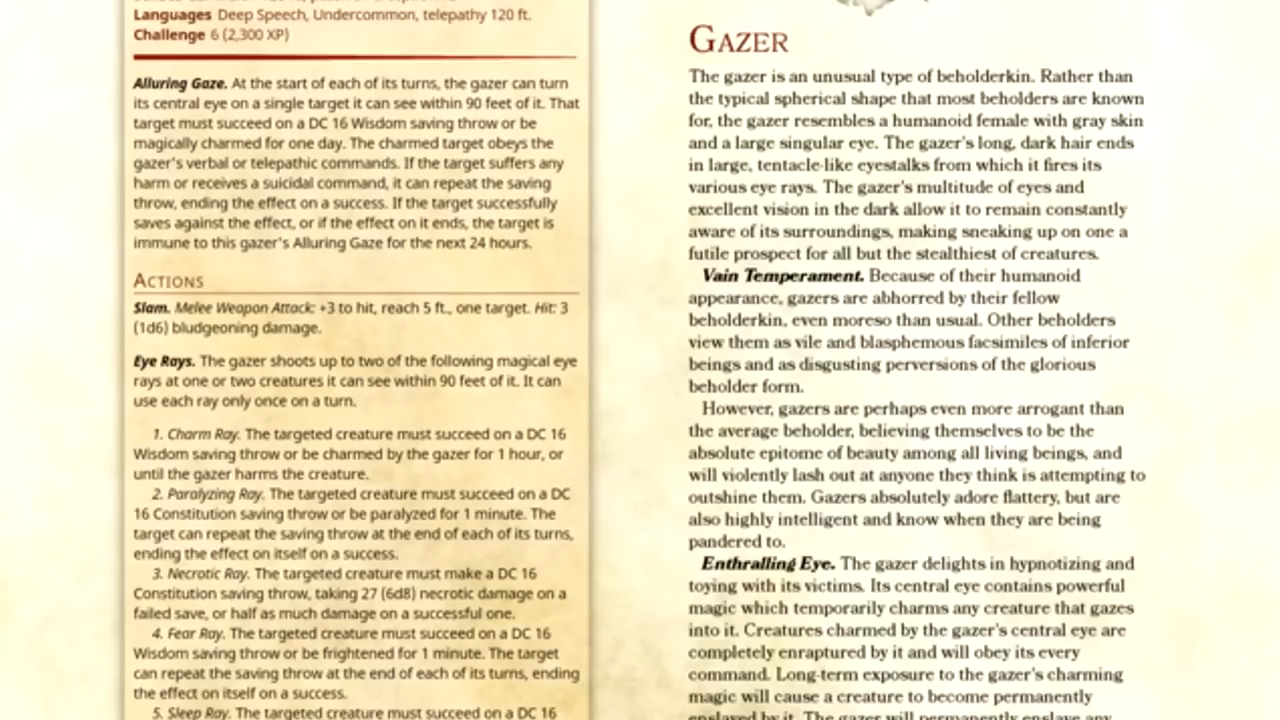 Languages Deep Speech, Undercommon, telepathy 120 ft.
Challenge 6 (2,300 XP)
Alluring Gaze. At the start of each of its turns, the gazer can turn
its central eye on a single target it can see within 90 feet of it. That
target must succeed on a DC 16 Wisdom saving throw or be
magically charmed for one day. The charmed target obeys the
gazer's verbal or telepathic commands. If the target suffers any
harm or receives a suicidal command, it can repeat the saving
throw, ending the effect on a success. If the target successfully
saves against the effect, or if the effect on it ends, the target is
immune to this gazer's Alluring Gaze for the next 24 hours.
ACTIONS
Slam. Melee Weapon Attack: +3 to hit, reach 5 ft., one target. Hit: 3
(1d6) bludgeoning damage.
Eye Rays. The gazer shoots up to two of the following magical eye
rays at one or two creatures it can see within 90 feet of it. It can
use each ray only once on a turn.
1. Charm Ray. The targeted creature must succeed on a DC 16
Wisdom saving throw or be charmed by the gazer for 1 hour, or
until the gazer harms the creature.
2. Paralyzing Ray. The targeted creature must succeed on a DC
16 Constitution saving throw or be paralyzed for 1 minute. The
target can repeat the saving throw at the end of each of its turns,
ending the effect on itself on a success.
3. Necrotic Ray. The targeted creature must make a DC 16
Constitution saving throw, taking 27 (6d8) necrotic damage on a
failed save, or half as much damage on a successful one.
4. Fear Ray. The targeted creature must succeed on a DC 16
Wisdom saving throw or be frightened for 1 minute. The target
can repeat the saving throw at the end of each of its turns, ending
the effect on itself on a success.
5. Sleep Ray. The targeted creature must succeed on a DC 16
GAZER
The gazer is an unusual type of beholderkin. Rather than
the typical spherical shape that most beholders are known
for, the gazer resembles a humanoid female with gray skin
and a large singular eye. The gazer's long, dark hair ends
in large, tentacle-like eyestalks from which it fires its
various eye rays. The gazer's multitude of eyes and
excellent vision in the dark allow it to remain constantly
aware of its surroundings, making sneaking up on one a
futile prospect for all but the stealthiest of creatures.
Vain Temperament. Because of their humanoid
appearance, gazers are abhorred by their fellow
beholderkin, even moreso than usual. Other beholders
view them as vile and blasphemous facsimiles of inferior
beings and as disgusting perversions of the glorious
beholder form.
However, gazers are perhaps even more arrogant than
the average beholder, believing themselves to be the
absolute epitome of beauty among all living beings, and
will violently lash out at anyone they think is attempting to
outshine them. Gazers absolutely adore flattery, but are
also highly intelligent and know when they are being
pandered to.
Enthralling Eye. The gazer delights in hypnotizing and
toying with its victims. Its central eye contains powerful
magic which temporarily charms any creature that gazes
into it. Creatures charmed by the gazer's central eye are
completely enraptured by it and will obey its every
command. Long-term exposure to the gazer's charming
magic will cause a creature to become permanently
enslaved by it. The gazer will permanently enslave any